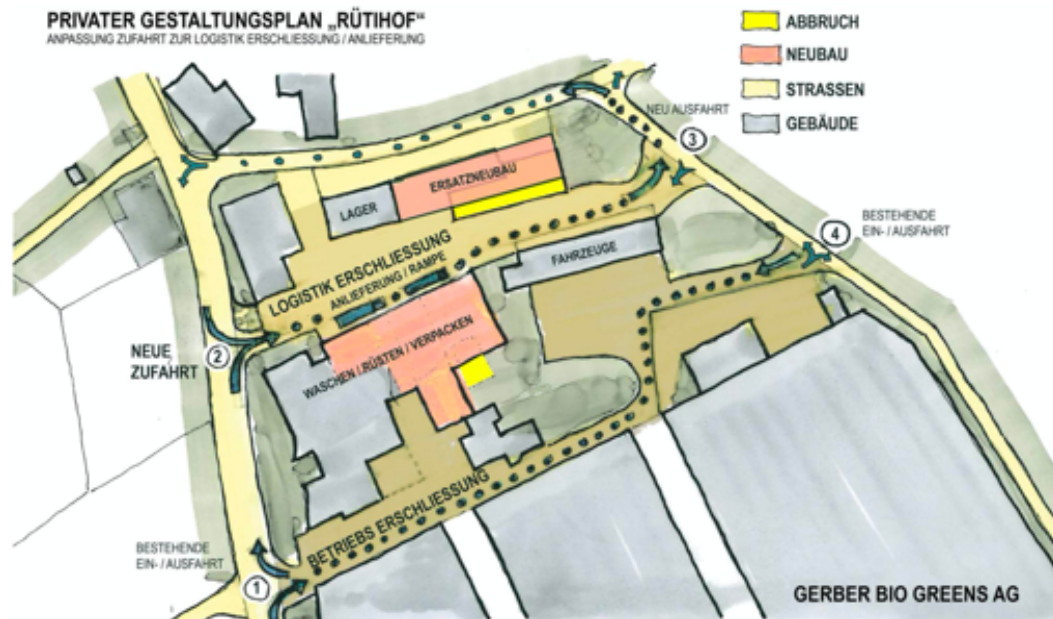 PRIVATER GESTALTUNGSPLAN „RÜTIHOF“
ANPASSUNG ZUFAHRT ZUR LOGISTIK ERSCHLIESSUNG / ANLIEFERUNG
ABBRUCH
NEUBAU
STRASSEN
GEBÄUDE
NEU AUSFAHRT
3
ERSATZNEUBAU
LAGER
BESTEHENDE
EIN- / AUSFAHRT
4
FAHRZEUGE
LOGISTIK ERSCHLIESSUNG
ANLIEFERUNG / RAMPE
NEUE
ZUFAHRT
2
WASCHEN / RÜSTEN / VERPACKEN
BETRIEBS ERSCHLIESSUNG
BESTEHENDE
EIN- / AUSFAHRT
1
GERBER BIO GREENS AG